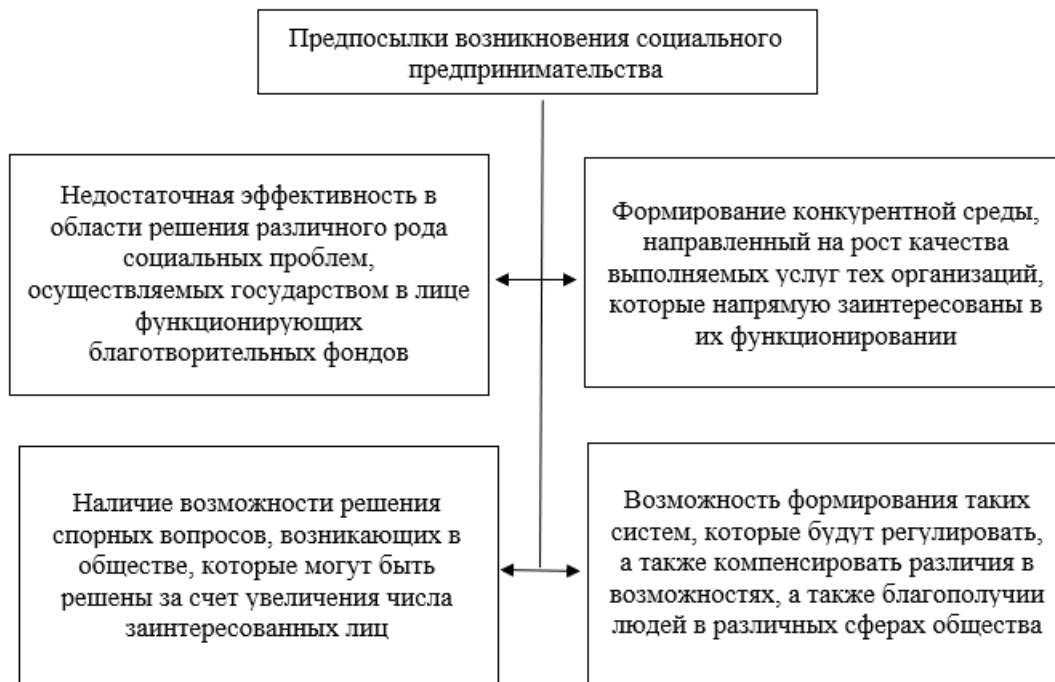 Предпосылки возникновения социального
предпринимательства
Недостаточная эффективность в
области решения различного рода
социальных проблем,
осуществляемых государством в лице
функционирующих
благотворительных фондов
Формирование конкурентной среды,
направленный на рост качества
выполняемых услуг тех организаций,
которые напрямую заинтересованы в
их функционировании
Наличие возможности решения
спорных вопросов, возникающих в
обществе, которые могут быть
решены за счет увеличения числа
заинтересованных лиц
Возможность формирования таких
систем, которые будут регулировать,
а также компенсировать различия в
возможностях, а также благополучии
людей в различных сферах общества